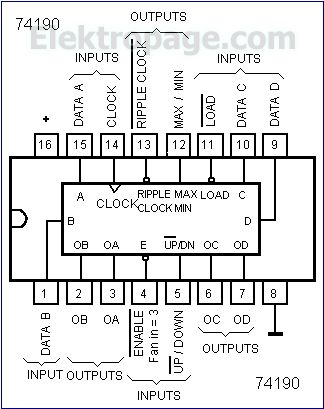 OUTPUTS
74190
Elektropage.com
INPUTS
INPUTS
DATA A
CLOCK
RIPPLE CLOCK
MAX / MIN
LOAD
DATA C
DATA D
+
16 15 14 13 12 11 10 9
A RIPPLE MAX C
CLOCK CLOCK MIN LOAD
B D
OB OA E UP/DN OC OD
1 2 3 4 5 6 7 8
DATA B
OB
OA
ENABLE
Fan in = 3
UP / DOWN
OC
OD
INPUT OUTPUTS OUTPUTS
INPUTS
74190